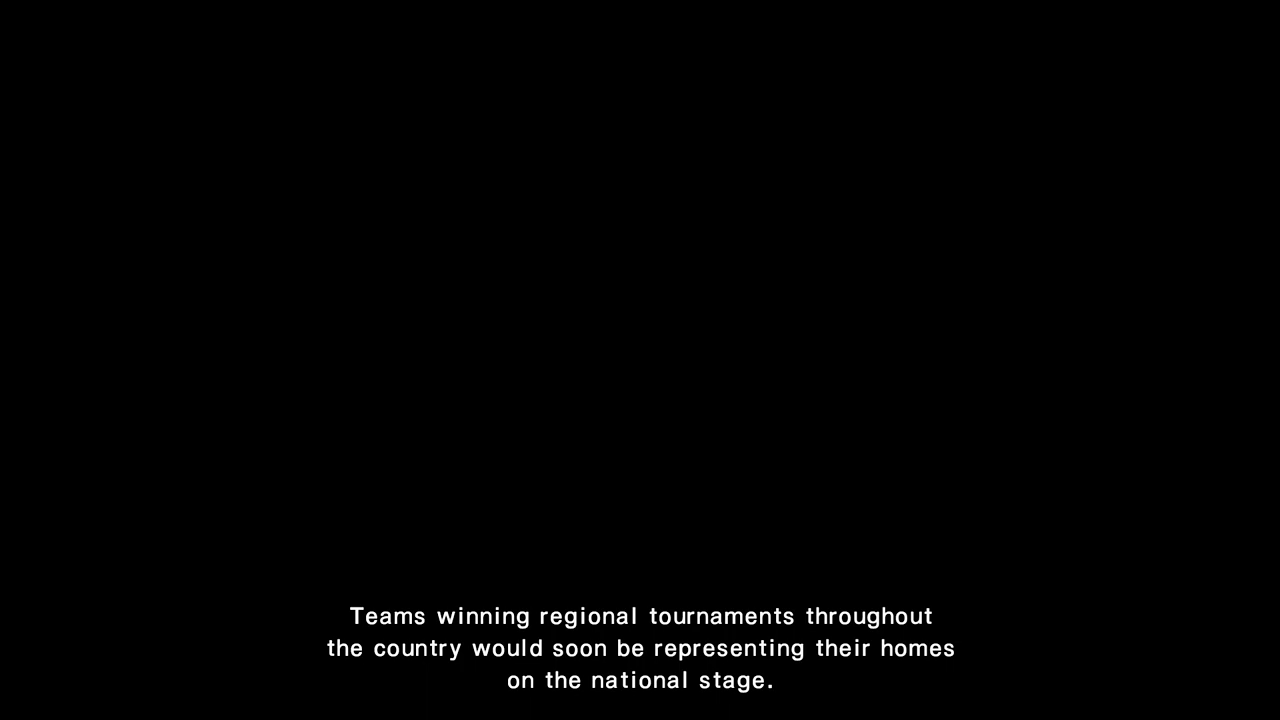 Teams winning regional tournaments throughout
the country would soon be representing their homes
on the national stage.